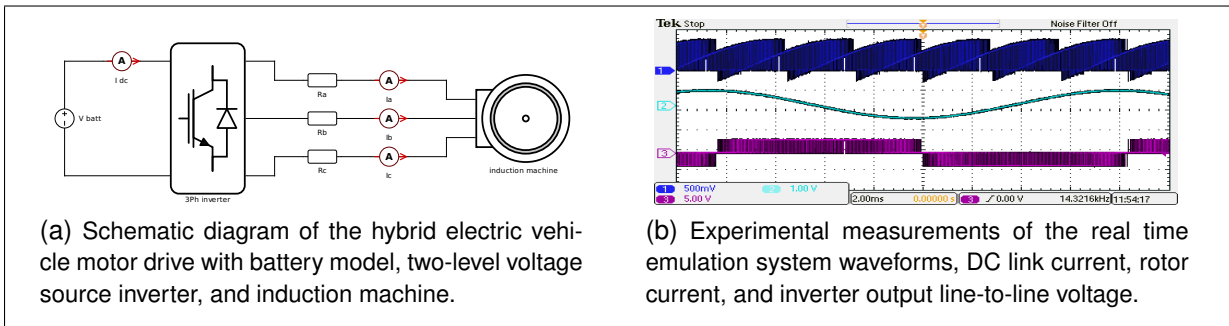 I dc
V batt
3Ph inverter
Ra
Rb
Rc
A
A
A
A
Ia
Ib
Ic
induction machine
Tek Stop
Noise Filter Off
1
2
3
1 500mV 2 1.00 V
3 5.00 V
2.00ms 0.00000 s 3 / 0.00 V 14.3216kHz 11:54:17
(a) Schematic diagram of the hybrid electric vehi-
cle motor drive with battery model, two-level voltage
source inverter, and induction machine.
(b) Experimental measurements of the real time
emulation system waveforms, DC link current, rotor
current, and inverter output line-to-line voltage.